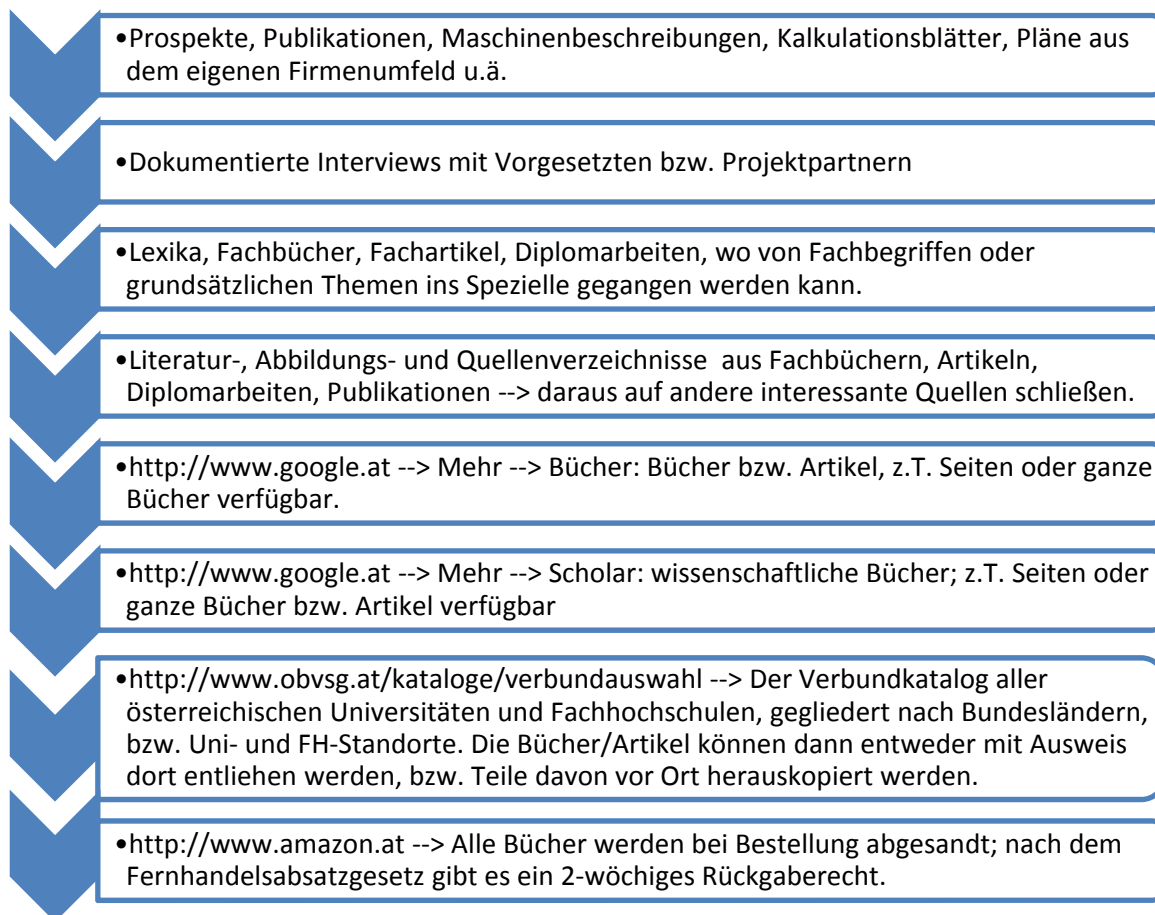 •Prospekte, Publikationen, Maschinenbeschreibungen, Kalkulationsblätter, Pläne aus
dem eigenen Firmenumfeld u.ä.
•Dokumentierte Interviews mit Vorgesetzten bzw. Projektpartnern
•Lexika, Fachbücher, Fachartikel, Diplomarbeiten, wo von Fachbegriffen oder
grundsätzlichen Themen ins Spezielle gegangen werden kann.
•Literatur-, Abbildungs- und Quellenverzeichnisse aus Fachbüchern, Artikeln,
Diplomarbeiten, Publikationen --> daraus auf andere interessante Quellen schließen.
•http://www.google.at --> Mehr --> Bücher: Bücher bzw. Artikel, z.T. Seiten oder ganze
Bücher verfügbar.
•http://www.google.at --> Mehr --> Scholar: wissenschaftliche Bücher; z.T. Seiten oder
ganze Bücher bzw. Artikel verfügbar
•http://www.obvsg.at/kataloge/verbundauswahl --> Der Verbundkatalog aller
österreichischen Universitäten und Fachhochschulen, gegliedert nach Bundesländern,
bzw. Uni- und FH-Standorte. Die Bücher/Artikel können dann entweder mit Ausweis
dort entliehen werden, bzw. Teile davon vor Ort herauskopiert werden.
•http://www.amazon.at --> Alle Bücher werden bei Bestellung abgesandt; nach dem
Fernhandelsabsatzgesetz gibt es ein 2-wöchiges Rückgaberecht.